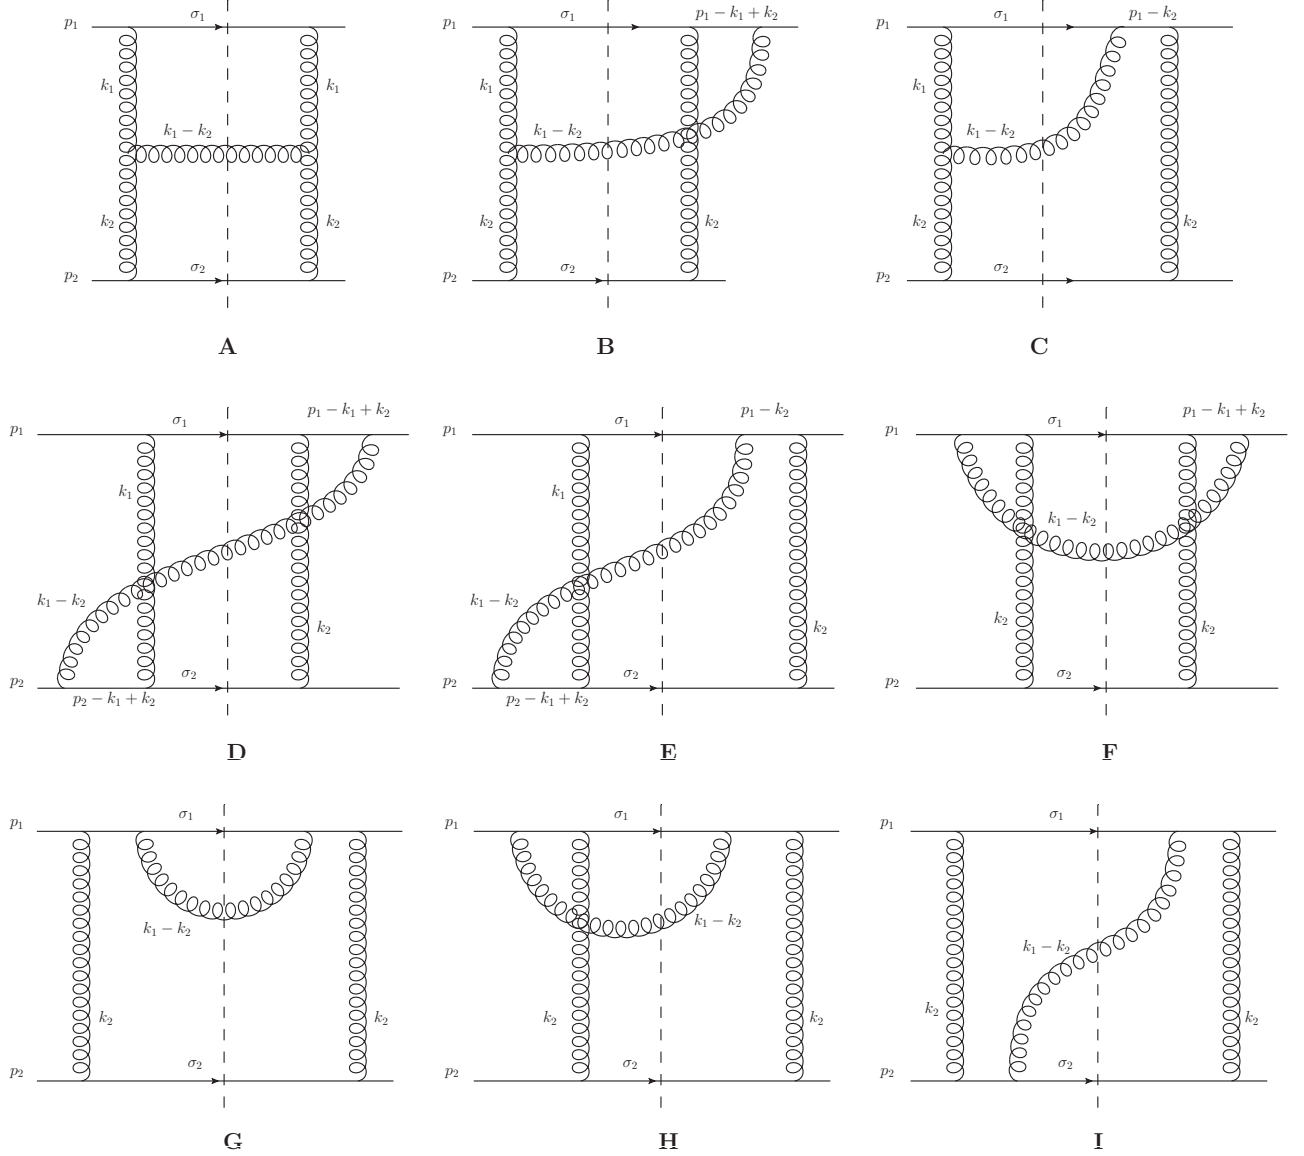 p₁ σ₁ k₁ k₁ k₁ − k₂ k₂ k₂ p₂ σ₂
A
p₁ σ₁ p₁ − k₁ + k₂ k₁ k₁ − k₂ k₂ k₂ p₂ σ₂
B
p₁ σ₁ p₁ − k₂ k₁ k₁ − k₂ k₂ k₂ p₂ σ₂
C
p₁ σ₁ p₁ − k₁ + k₂ k₁ k₁ − k₂ k₂ p₂ σ₂ p₂ − k₁ + k₂
D
p₁ σ₁ p₁ − k₂ k₁ k₁ − k₂ k₂ p₂ σ₂ p₂ − k₁ + k₂
E
p₁ σ₁ p₁ − k₁ + k₂ k₁ − k₂ k₂ k₂ p₂ σ₂
F
p₁ σ₁ k₁ − k₂ k₂ k₂ p₂ σ₂
G
p₁ σ₁ k₁ − k₂ k₂ k₂ p₂ σ₂
H
p₁ σ₁ k₁ − k₂ k₂ k₂ p₂ σ₂
I